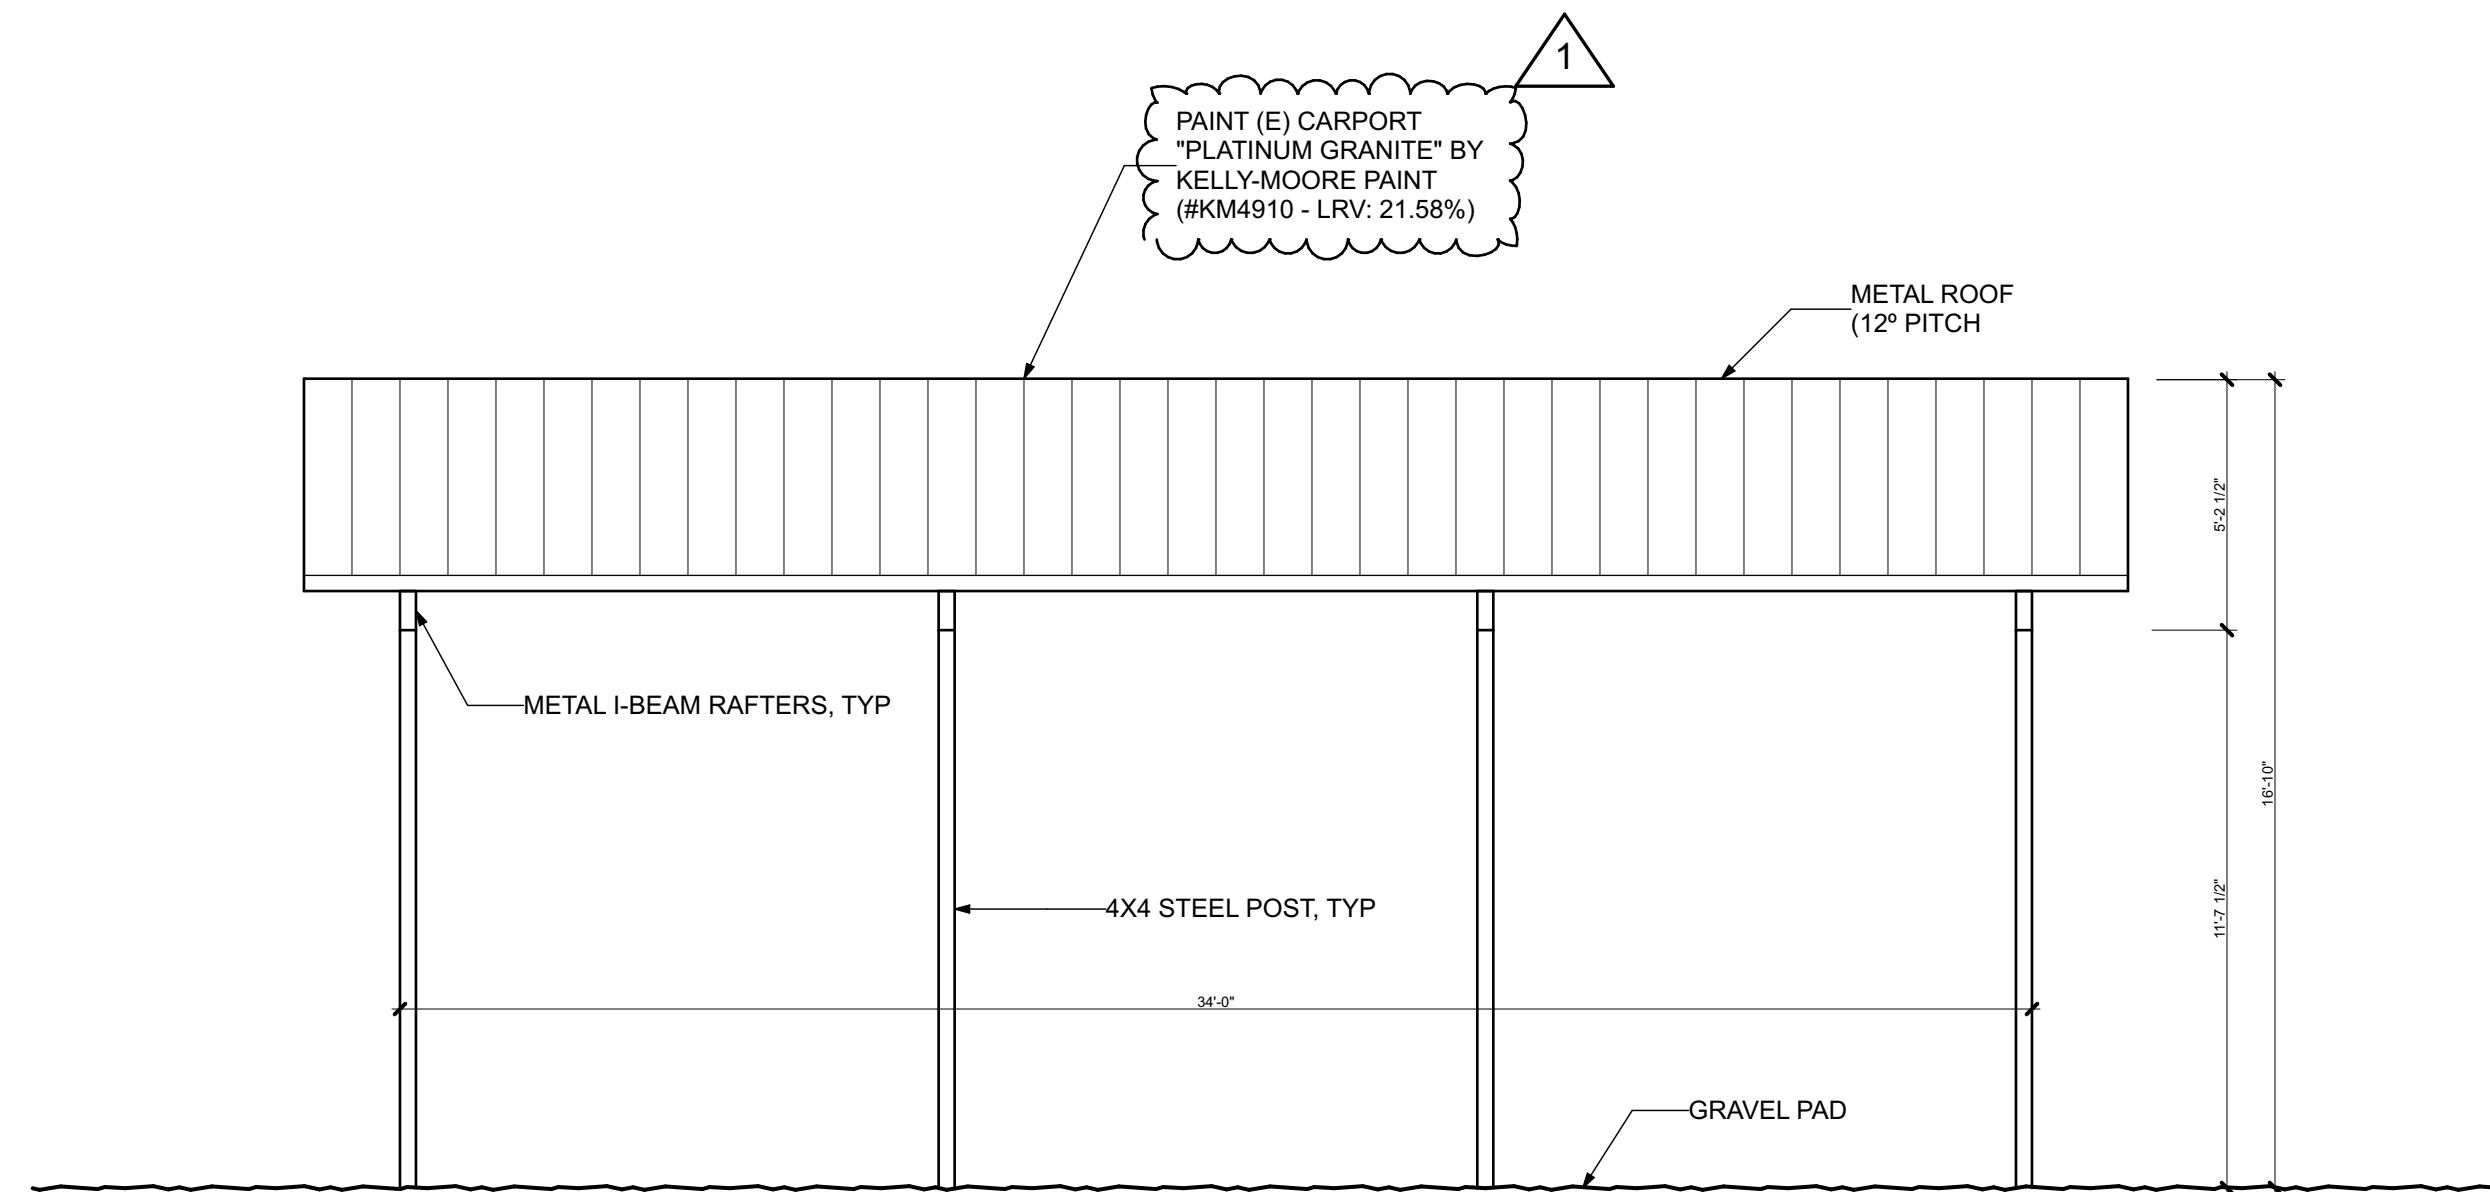 1
PAINT (E) CARPORT
"PLATINUM GRANITE" BY
KELLY-MOORE PAINT
(#KM4910 - LRV: 21.58%)
METAL ROOF
(12º PITCH
5'-2 1/2"
METAL I-BEAM RAFTERS, TYP
16'-10"
11'-7 1/2"
4X4 STEEL POST, TYP
34'-0"
GRAVEL PAD